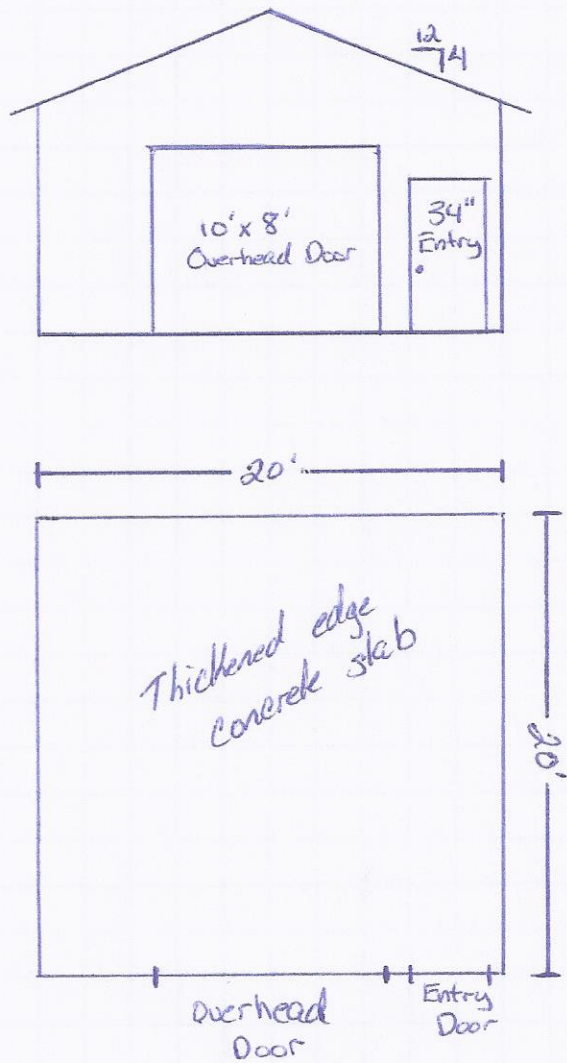 12
4
10' x 8'
Overhead Door
34"
Entry
20'
Thickened edge
concrete slab
20'
Overhead
Door
Entry
Door